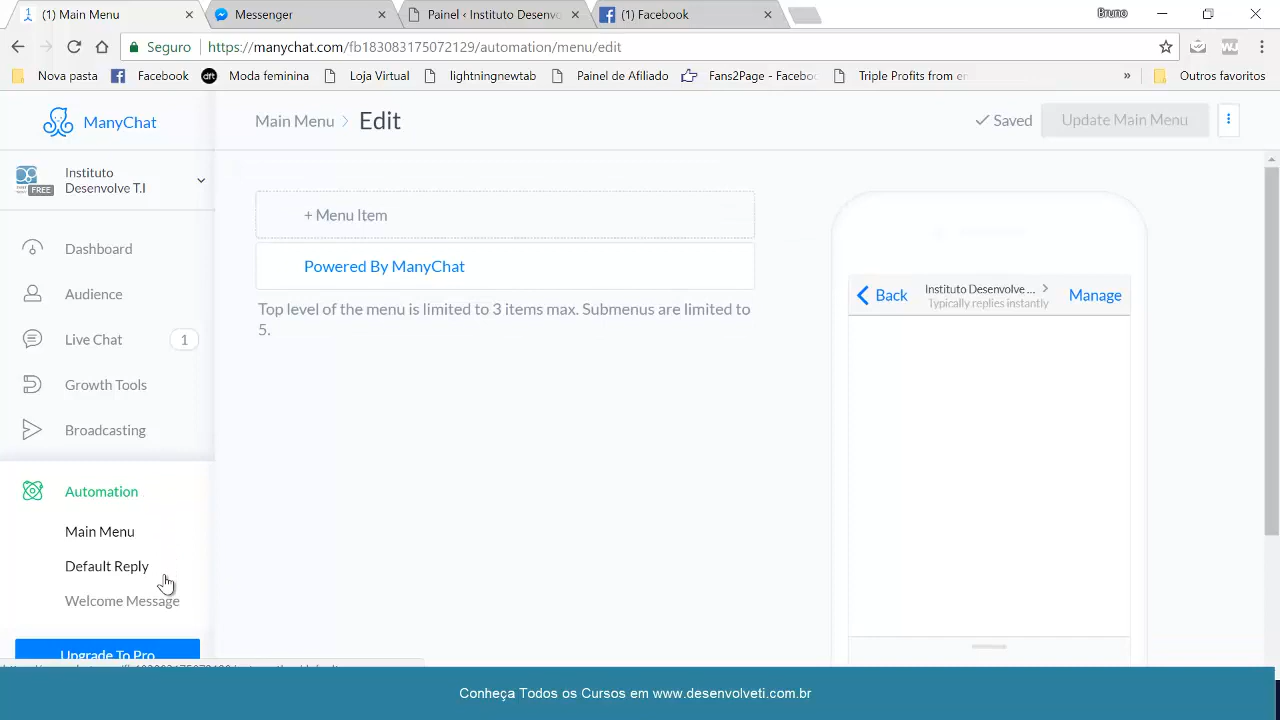 (1) Main Menu
Messenger
Painel ‹ Instituto Desenvo
(1) Facebook
Bruno
Seguro
https://manychat.com/fb183083175072129/automation/menu/edit
Nova pasta
Facebook
dft
Moda feminina
Loja Virtual
lightningnewtab
Painel de Afiliado
Fans2Page - Faceboo
Triple Profits from er
»
Outros favoritos
ManyChat
Main Menu > Edit
Saved
Update Main Menu
Instituto
Desenvolve T.I
FREE
Dashboard
Audience
Live Chat
1
Growth Tools
Broadcasting
Automation
Main Menu
Default Reply
Welcome Message
Upgrade To Pro
+ Menu Item
Powered By ManyChat
Top level of the menu is limited to 3 items max. Submenus are limited to
5.
Back
Instituto Desenvolve ...
Typically replies instantly
Manage
Conheça Todos os Cursos em www.desenvolveti.com.br